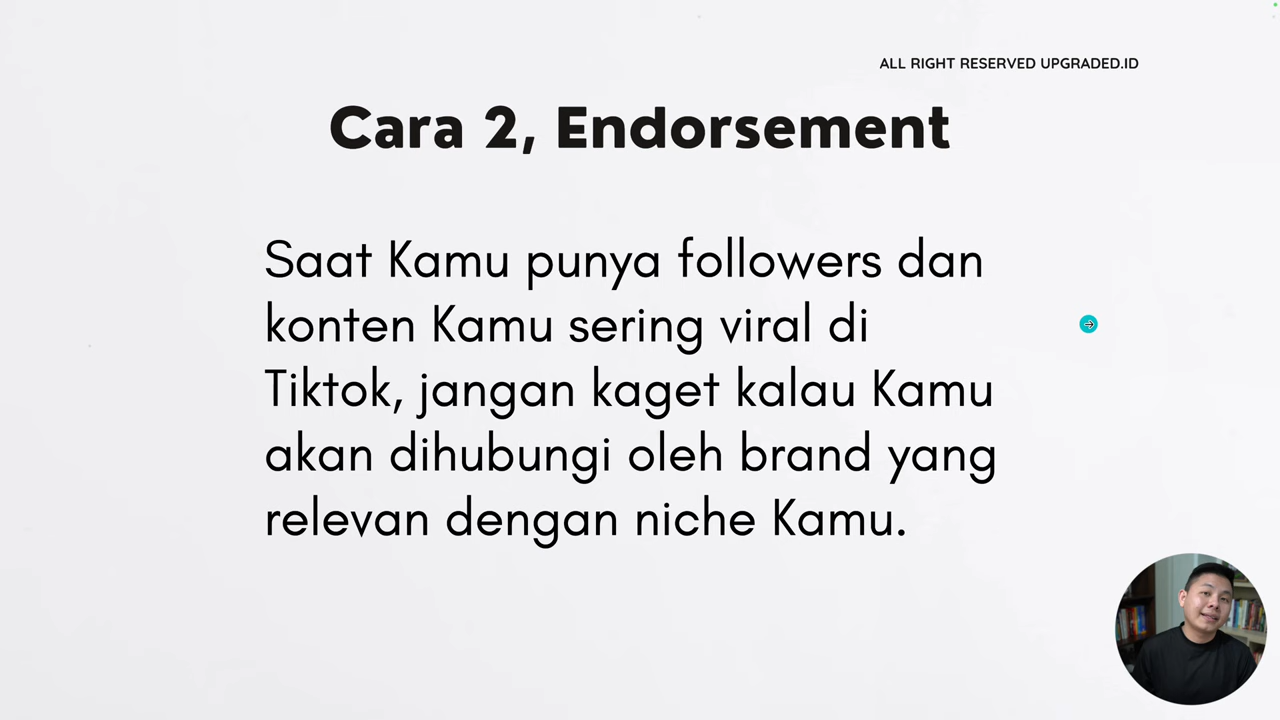 ALL RIGHT RESERVED UPGRADED.ID
Cara 2, Endorsement
Saat Kamu punya followers dan
konten Kamu sering viral di
Tiktok, jangan kaget kalau Kamu
akan dihubungi oleh brand yang
relevan dengan niche Kamu.